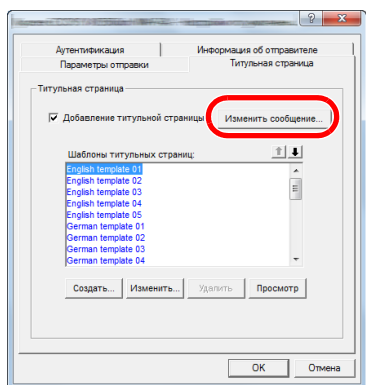 Аутентификация Информация об отправителе
Параметры отправки Титульная страница
Титульная страница
Добавление титульной страницы Изменить сообщение...
Шаблоны титульных страниц:
English template 01
English template 02
English template 03
English template 04
English template 05
German template 01
German template 02
German template 03
German template 04
Создать... Изменить... Удалить Просмотр
OK Отмена